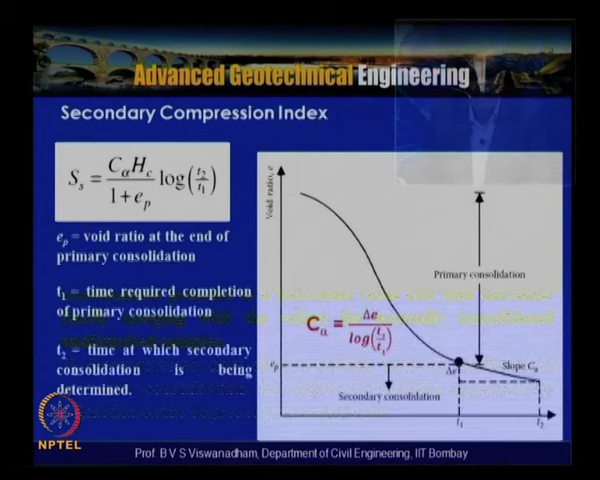 Advanced Geotechnical Engineering
Secondary Compression Index
S_s = C_α H_c / 1 + e_p log(t_2/t_1)
e_p = void ratio at the end of
primary consolidation
t_1 = time required completion
of primary consolidation
t_2 = time at which secondary
consolidation is being
determined.
Void ratio, e
Primary consolidation
C_α = Δe / log(t_2/t_1)
e_p
Δe
Slope C_α
Secondary consolidation
t_1
t_2
NPTEL
Prof. B V S Viswanadham, Department of Civil Engineering, IIT Bombay